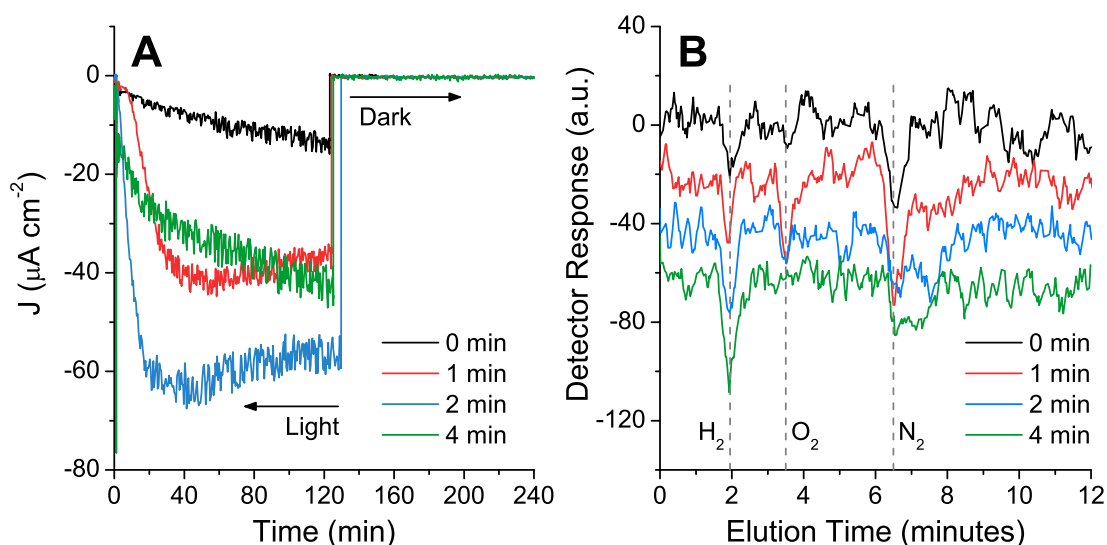 A
J (μA cm-2)
0
-20
-40
-60
-80
Dark
Light
0 min
1 min
2 min
4 min
0 40 80 120 160 200 240
Time (min)
B
Detector Response (a.u.)
40
0
-40
-80
-120
H2
O2
N2
0 min
1 min
2 min
4 min
0 2 4 6 8 10 12
Elution Time (minutes)